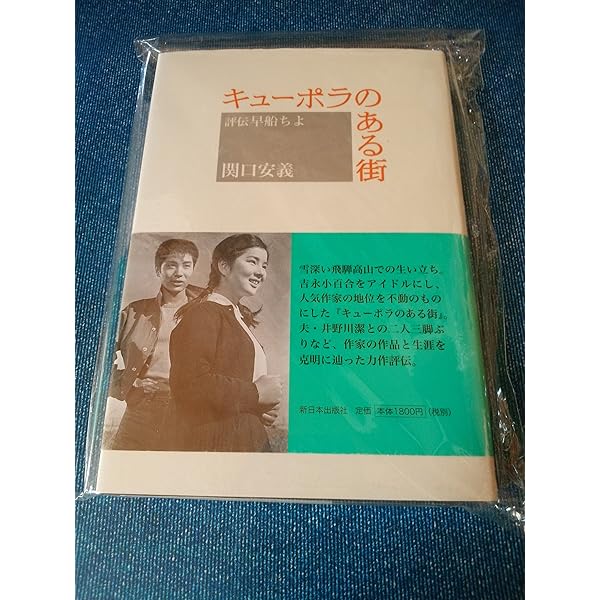 キューポラのある街
評伝早船ちよ
関口安義
雪深い飛騨高山での生い立ち。
吉永小百合をアイドルにし、
人気作家の地位を不動のもの
にした『キューポラのある街』。
夫・井野川潔との二人三脚ぶ
りなど、作家の作品と生涯を
克明に辿った力作評伝。
新日本出版社 定価 本体1800円 (税別)